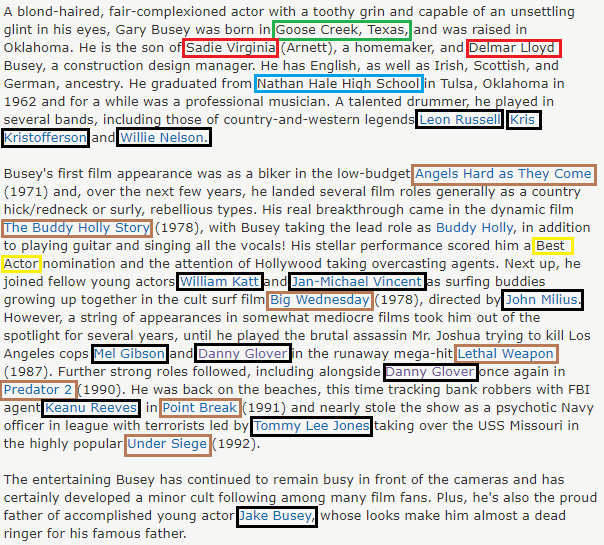 A blond-haired, fair-complexioned actor with a toothy grin and capable of an unsettling
glint in his eyes, Gary Busey was born in Goose Creek, Texas, and was raised in
Oklahoma. He is the son of Sadie Virginia (Arnett), a homemaker, and Delmar Lloyd
Busey, a construction design manager. He has English, as well as Irish, Scottish, and
German, ancestry. He graduated from Nathan Hale High School in Tulsa, Oklahoma in
1962 and for a while was a professional musician. A talented drummer, he played in
several bands, including those of country-and-western legends Leon Russell Kris
Kristofferson and Willie Nelson.
Busey's first film appearance was as a biker in the low-budget Angels Hard as They Come
(1971) and, over the next few years, he landed several film roles generally as a country
hick/redneck or surly, rebellious types. His real breakthrough came in the dynamic film
The Buddy Holly Story (1978), with Busey taking the lead role as Buddy Holly, in addition
to playing guitar and singing all the vocals! His stellar performance scored him a Best
Actor nomination and the attention of Hollywood taking overcasting agents. Next up, he
joined fellow young actors William Katt and Jan-Michael Vincent as surfing buddies
growing up together in the cult surf film Big Wednesday (1978), directed by John Milius.
However, a string of appearances in somewhat mediocre films took him out of the
spotlight for several years, until he played the brutal assassin Mr. Joshua trying to kill Los
Angeles cops Mel Gibson and Danny Glover in the runaway mega-hit Lethal Weapon
(1987). Further strong roles followed, including alongside Danny Glover once again in
Predator 2 (1990). He was back on the beaches, this time tracking bank robbers with FBI
agent Keanu Reeves in Point Break (1991) and nearly stole the show as a psychotic Navy
officer in league with terrorists led by Tommy Lee Jones taking over the USS Missouri in
the highly popular Under Siege (1992).
The entertaining Busey has continued to remain busy in front of the cameras and has
certainly developed a minor cult following among many film fans. Plus, he's also the proud
father of accomplished young actor Jake Busey, whose looks make him almost a dead
ringer for his famous father.